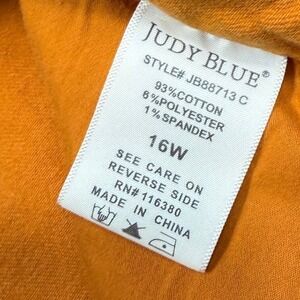 JUDY BLUE®
STYLE# JB88713 C
93%COTTON
6%POLYESTER
1%SPANDEX
16W
SEE CARE ON
REVERSE SIDE
RN# 116380
MADE IN CHINA